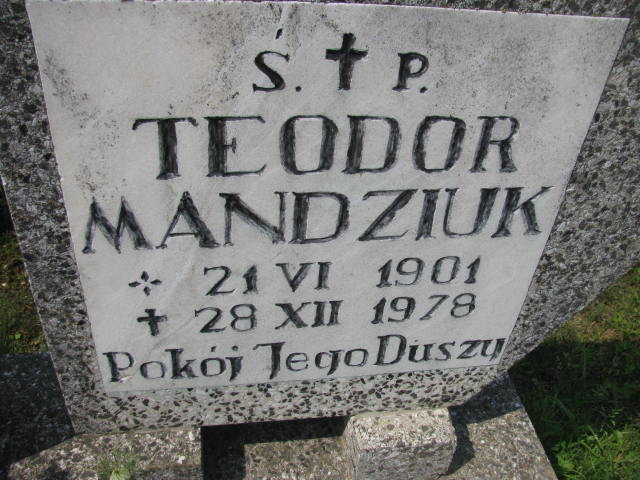 Ś. ✝ P.
TEODOR
MANDZIUK
✢ 21 VI 1901
✝ 28 XII 1978
Pokój Jego Duszy